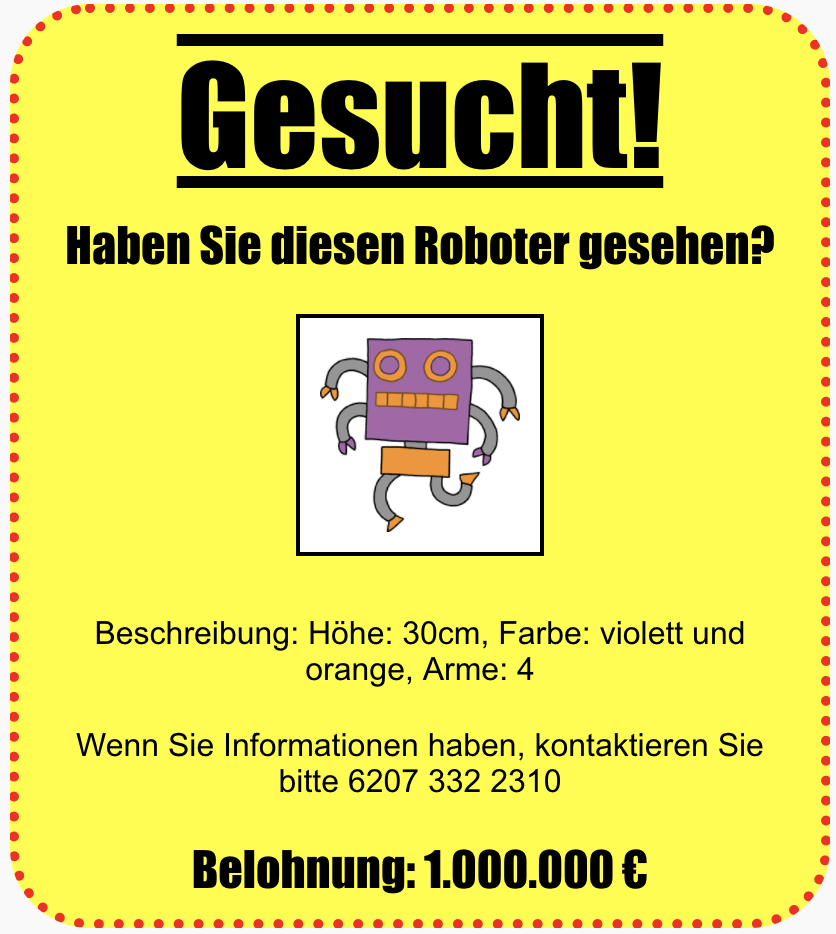 Gesucht!
Haben Sie diesen Roboter gesehen?
Beschreibung: Höhe: 30cm, Farbe: violett und
orange, Arme: 4
Wenn Sie Informationen haben, kontaktieren Sie
bitte 6207 332 2310
Belohnung: 1.000.000 €